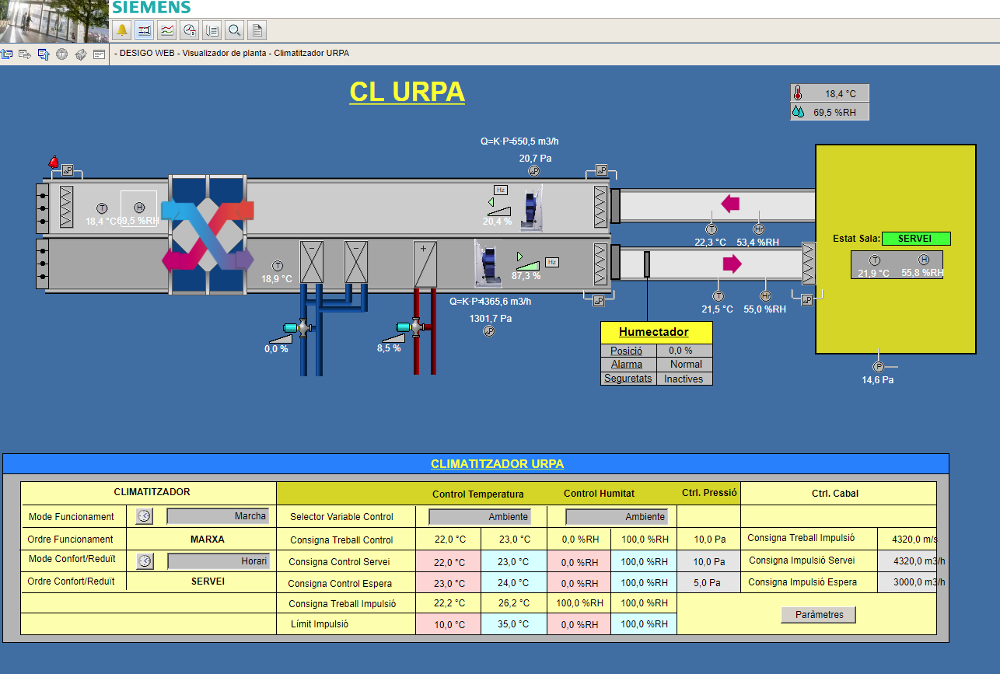 SIEMENS
- DESIGO WEB - Visualizador de planta - Climatitzador URPA
CL URPA
18,4 °C
69,5 %RH
Q=K·P=550,5 m3/h
20,7 Pa
T
18,4 °C
H
69,5 %RH
Hz
20,4 %
T
22,3 °C
Hr
53,4 %RH
Estat Sala: SERVEI
T
21,9 °C
H
55,8 %RH
T
18,9 °C
Hz
87,3 %
Q=K·P=4365,6 m3/h
1301,7 Pa
T
21,5 °C
Hr
55,0 %RH
0,0 %
8,5 %
Humectador
Posició 0,0 %
Alarma Normal
Seguretats Inactives
P
14,6 Pa
CLIMATITZADOR URPA
CLIMATITZADOR Control Temperatura Control Humitat Ctrl. Pressió Ctrl. Cabal
Mode Funcionament Marcha Selector Variable Control Ambiente Ambiente
Ordre Funcionament MARXA Consigna Treball Control 22,0 °C 23,0 °C 0,0 %RH 100,0 %RH 10,0 Pa Consigna Treball Impulsió 4320,0 m/s
Mode Confort/Reduït Horari Consigna Control Servei 22,0 °C 23,0 °C 0,0 %RH 100,0 %RH 10,0 Pa Consigna Impulsió Servei 4320,0 m3/h
Ordre Confort/Reduït SERVEI Consigna Control Espera 23,0 °C 24,0 °C 0,0 %RH 100,0 %RH 5,0 Pa Consigna Impulsió Espera 3000,0 m3/h
Consigna Treball Impulsió 22,2 °C 26,2 °C 100,0 %RH 100,0 %RH
Límit Impulsió 10,0 °C 35,0 °C 0,0 %RH 100,0 %RH
Paràmetres